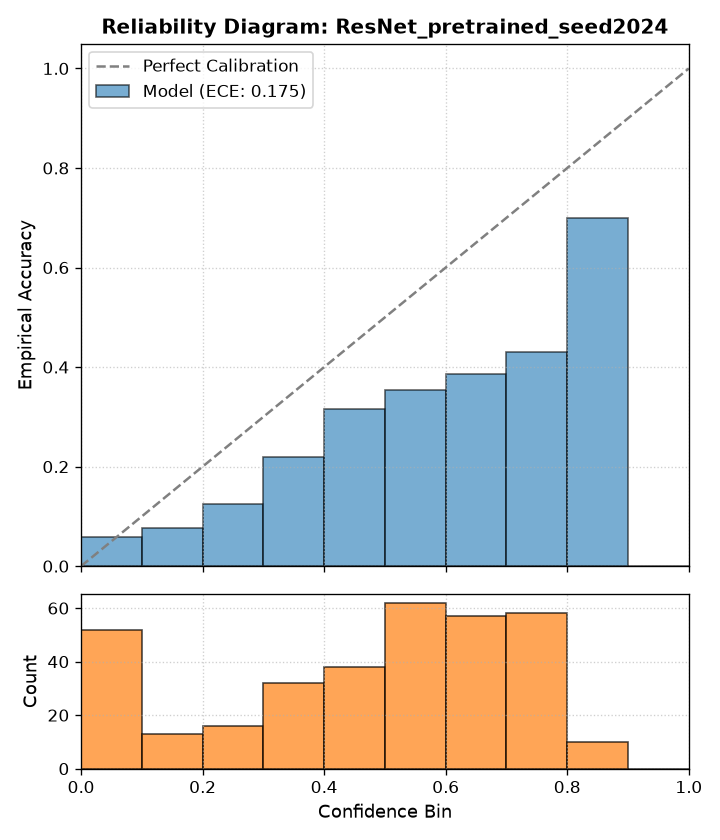 Reliability Diagram: ResNet_pretrained_seed2024
Perfect Calibration
Model (ECE: 0.175)
1.0
0.8
0.6
0.4
0.2
0.0
Empirical Accuracy
60
40
20
0
Count
0.0 0.2 0.4 0.6 0.8 1.0
Confidence Bin